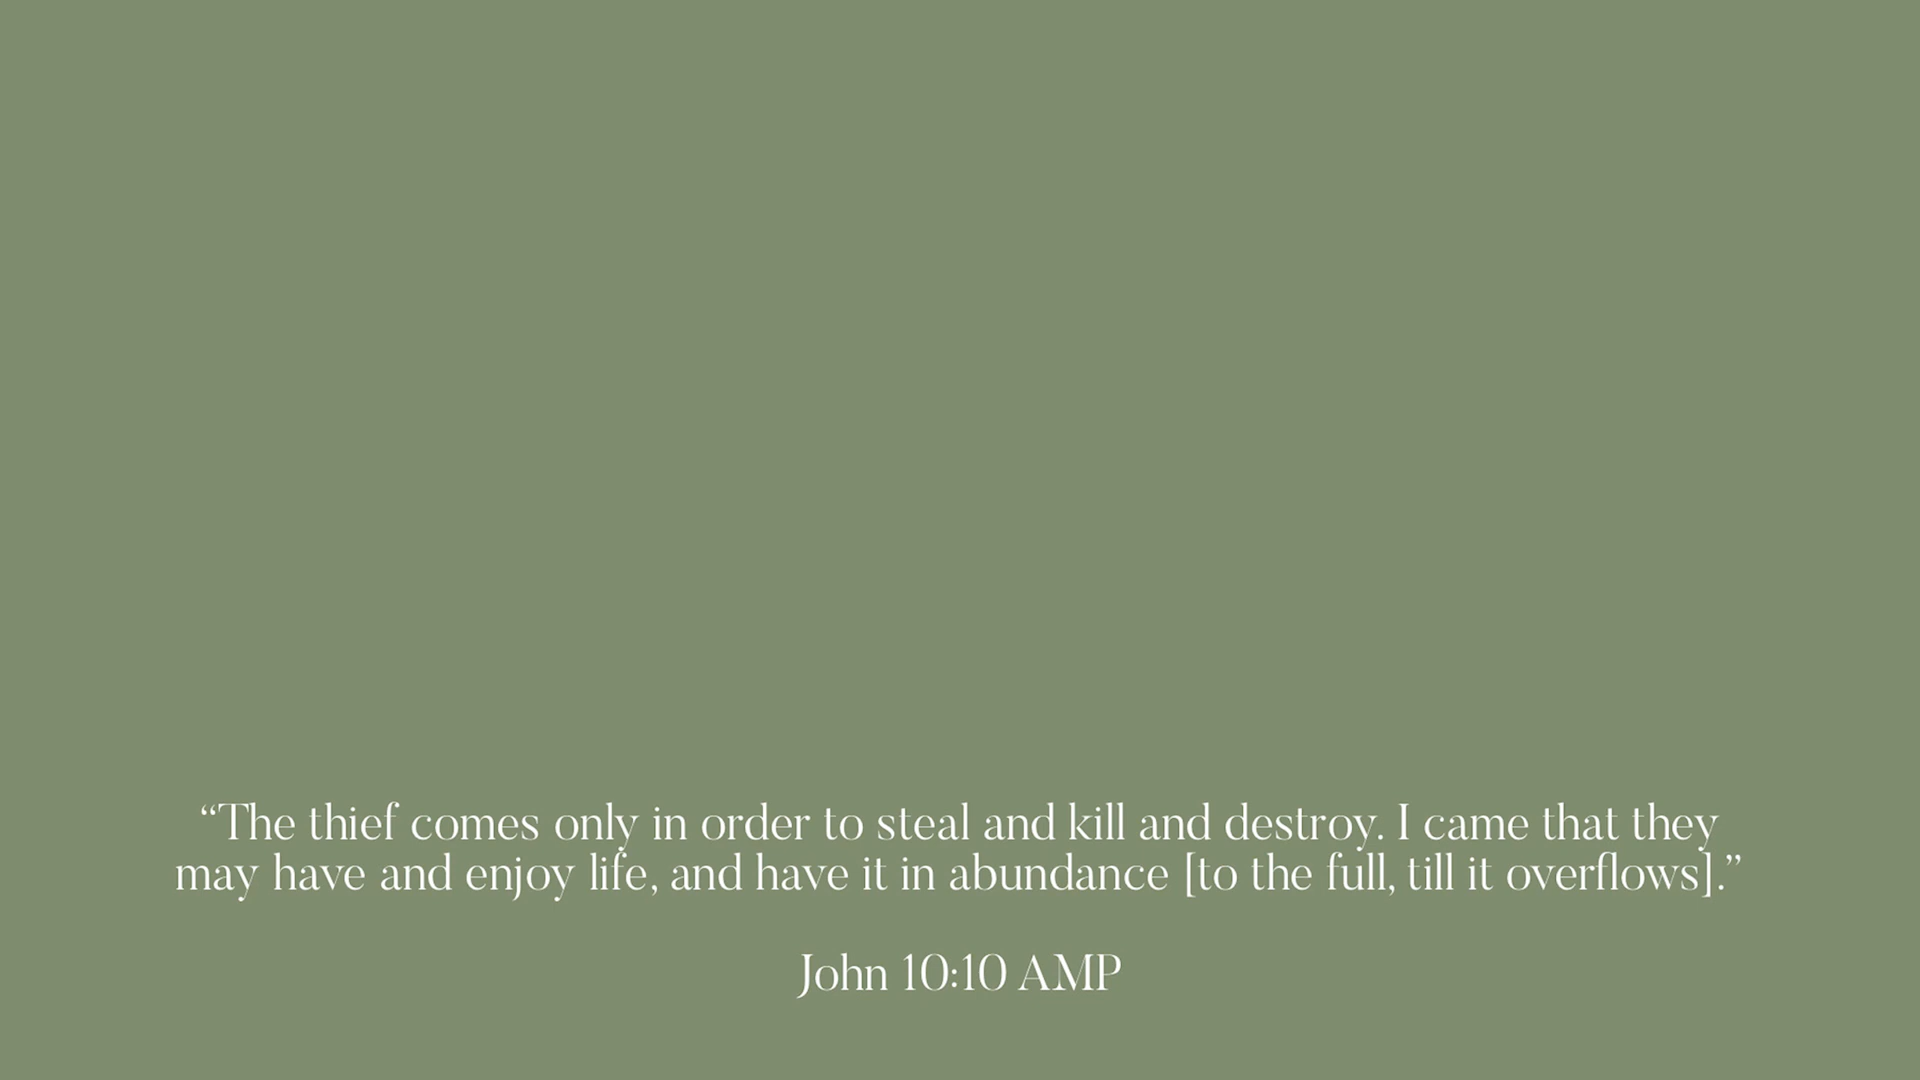 “The thief comes only in order to steal and kill and destroy. I came that they
may have and enjoy life, and have it in abundance [to the full, till it overflows].”
John 10:10 AMP